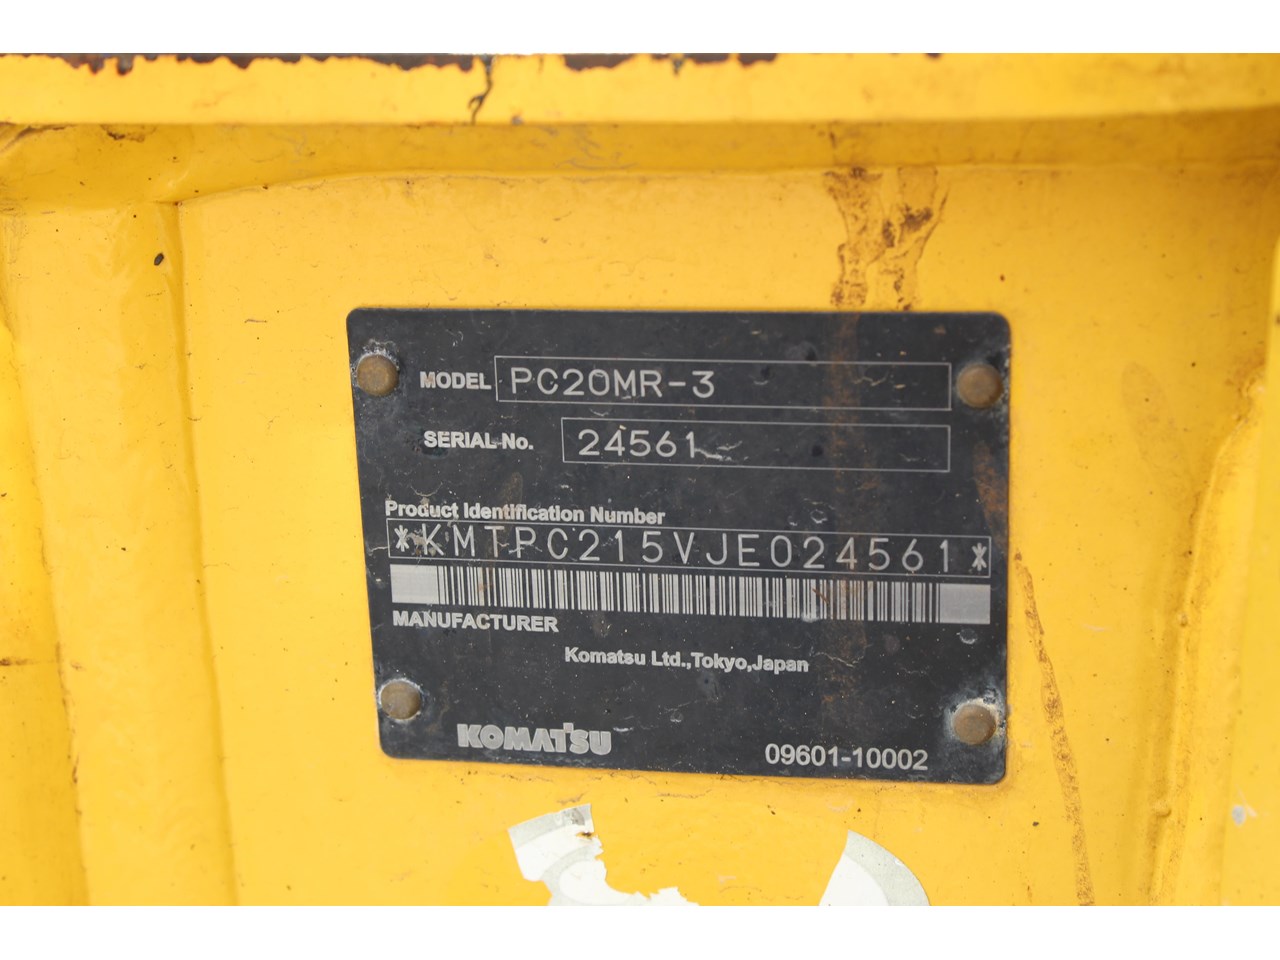 MODEL PC20MR-3
SERIAL No. 24561
Product Identification Number
*KMTPC215VJE024561*
MANUFACTURER
Komatsu Ltd.,Tokyo,Japan
KOMATSU 09601-10002